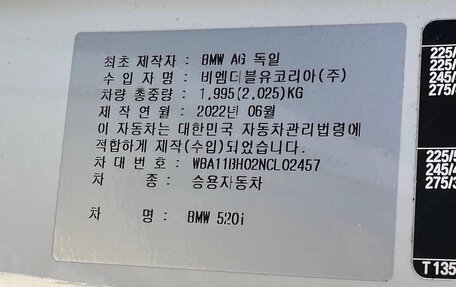 최초 제작자 : BMW AG 독일
수 입 자 명 : 비엠더블유코리아(주)
차량 총중량 : 1,995(2,025)KG
제 작 연 월 : 2022년 06월
이 자동차는 대한민국 자동차관리법령에
적합하게 제작(수입)되었습니다.
차 대 번 호 : WBA11BH02NCL02457
차 종 : 승용자동차
차 명 : BMW 520i
225/
225/
245/
275/
225/5
245/4
275/3
T135